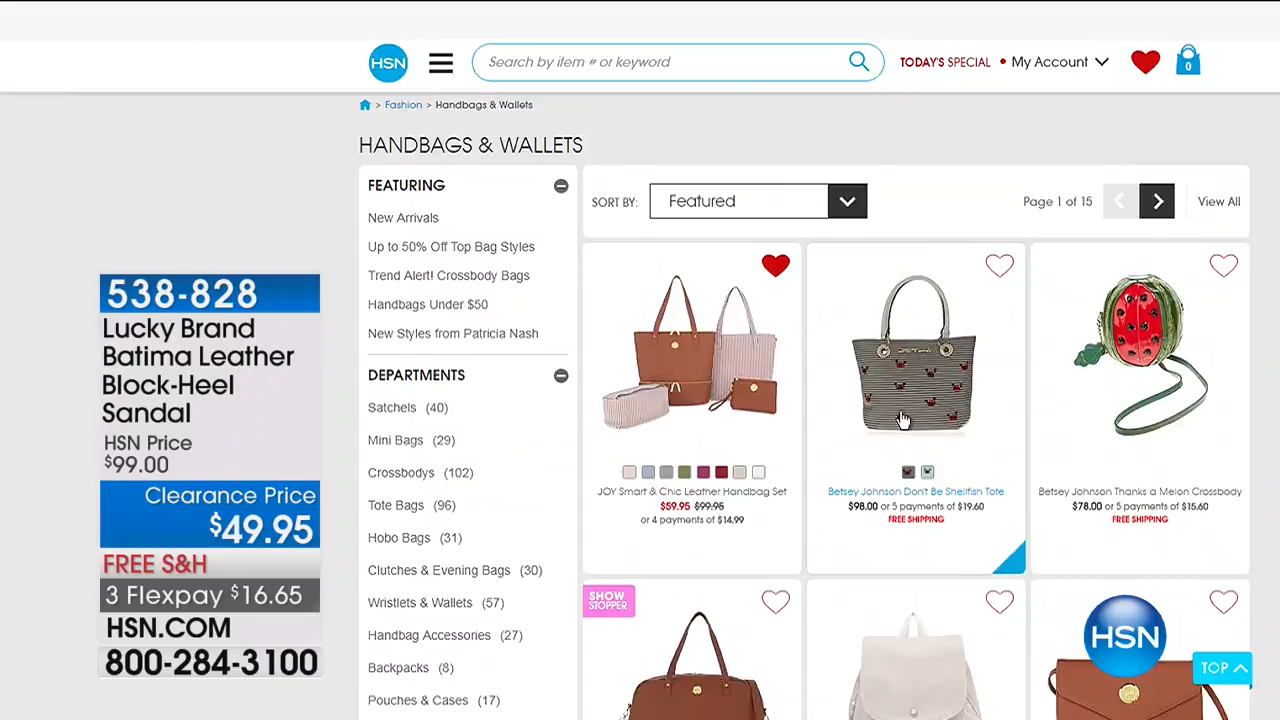 HSN
Search by item # or keyword
TODAY'S SPECIAL • My Account
0
> Fashion > Handbags & Wallets
HANDBAGS & WALLETS
FEATURING
New Arrivals
Up to 50% Off Top Bag Styles
Trend Alert! Crossbody Bags
Handbags Under $50
New Styles from Patricia Nash
DEPARTMENTS
Satchels (40)
Mini Bags (29)
Crossbodys (102)
Tote Bags (96)
Hobo Bags (31)
Clutches & Evening Bags (30)
Wristlets & Wallets (57)
Handbag Accessories (27)
Backpacks (8)
Pouches & Cases (17)
SORT BY: Featured
Page 1 of 15
View All
JOY Smart & Chic Leather Handbag Set
$59.95 $99.95
or 4 payments of $14.99
Betsey Johnson Don't Be Shellfish Tote
$98.00 or 5 payments of $19.60
FREE SHIPPING
Betsey Johnson Thanks a Melon Crossbody
$78.00 or 5 payments of $15.60
FREE SHIPPING
SHOW
STOPPER
HSN
TOP
538-828
Lucky Brand
Batima Leather
Block-Heel
Sandal
HSN Price
$99.00
Clearance Price
$49.95
FREE S&H
3 Flexpay $16.65
HSN.COM
800-284-3100